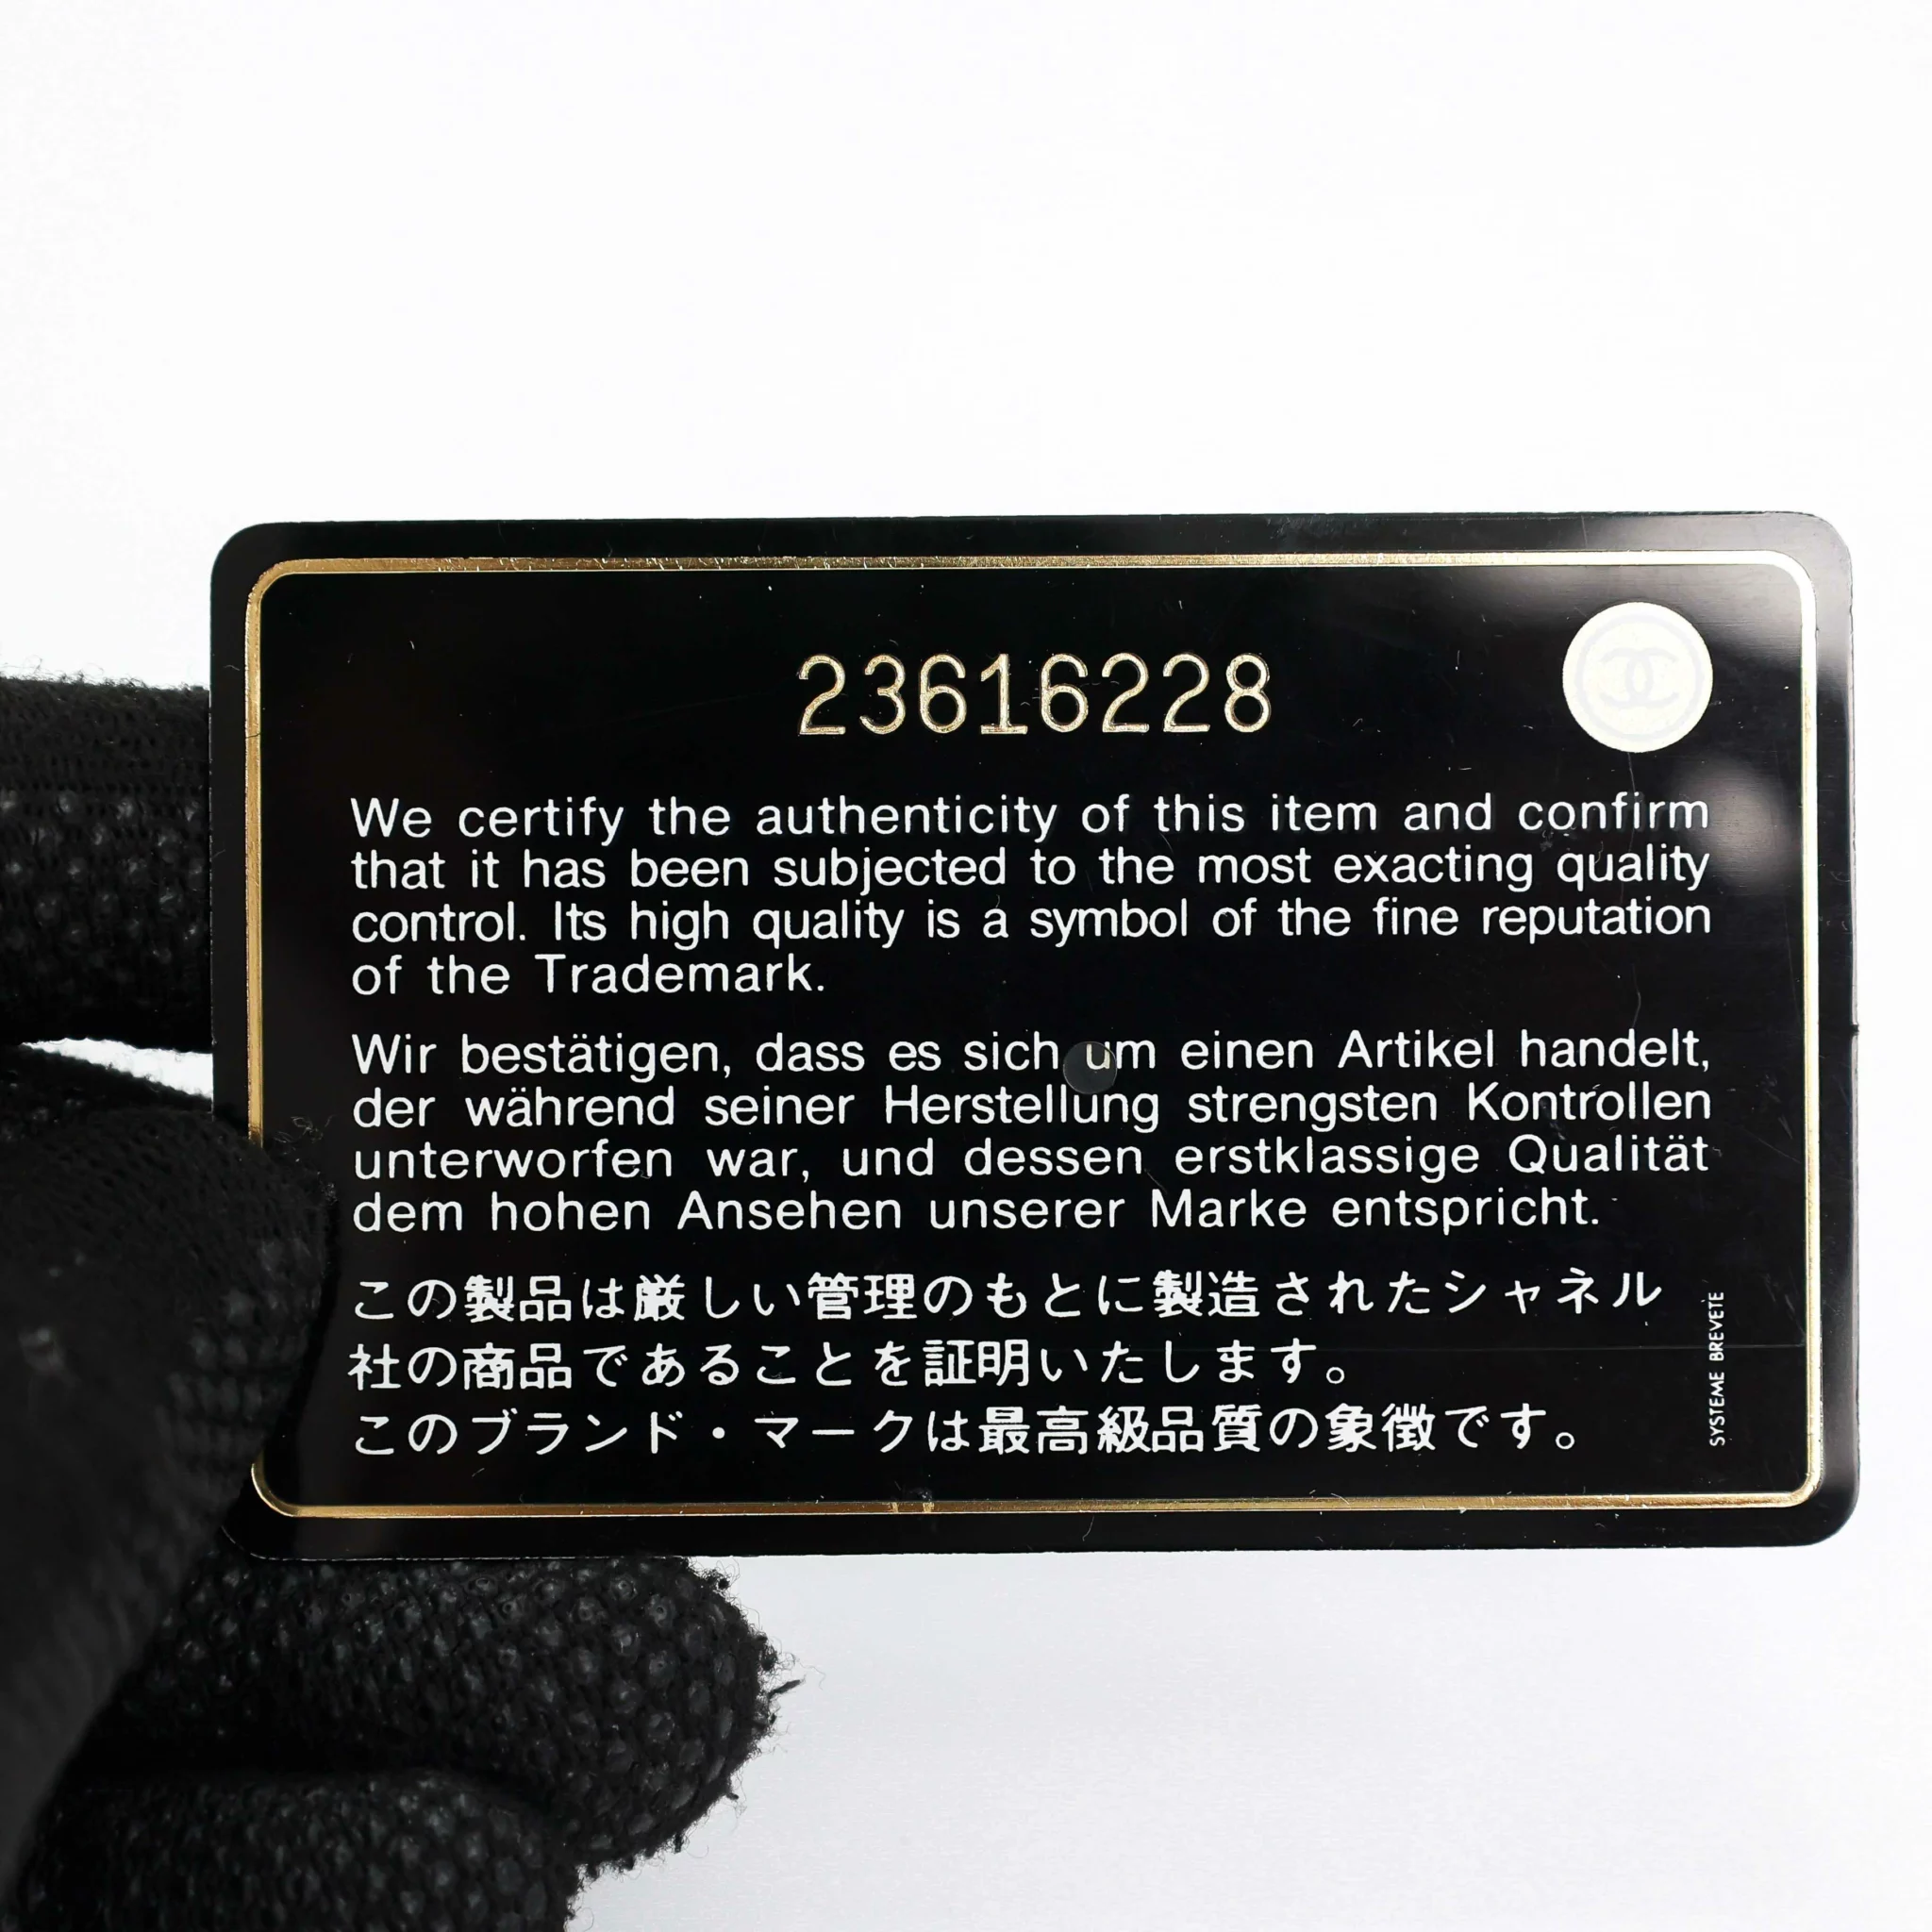 23616228
We certify the authenticity of this item and confirm
that it has been subjected to the most exacting quality
control. Its high quality is a symbol of the fine reputation
of the Trademark.
Wir bestätigen, dass es sich um einen Artikel handelt,
der während seiner Herstellung strengsten Kontrollen
unterworfen war, und dessen erstklassige Qualität
dem hohen Ansehen unserer Marke entspricht.
この製品は厳しい管理のもとに製造されたシャネル
社の商品であることを証明いたします。
このブランド・マークは最高級品質の象徴です。
SYSTEME BREVETE